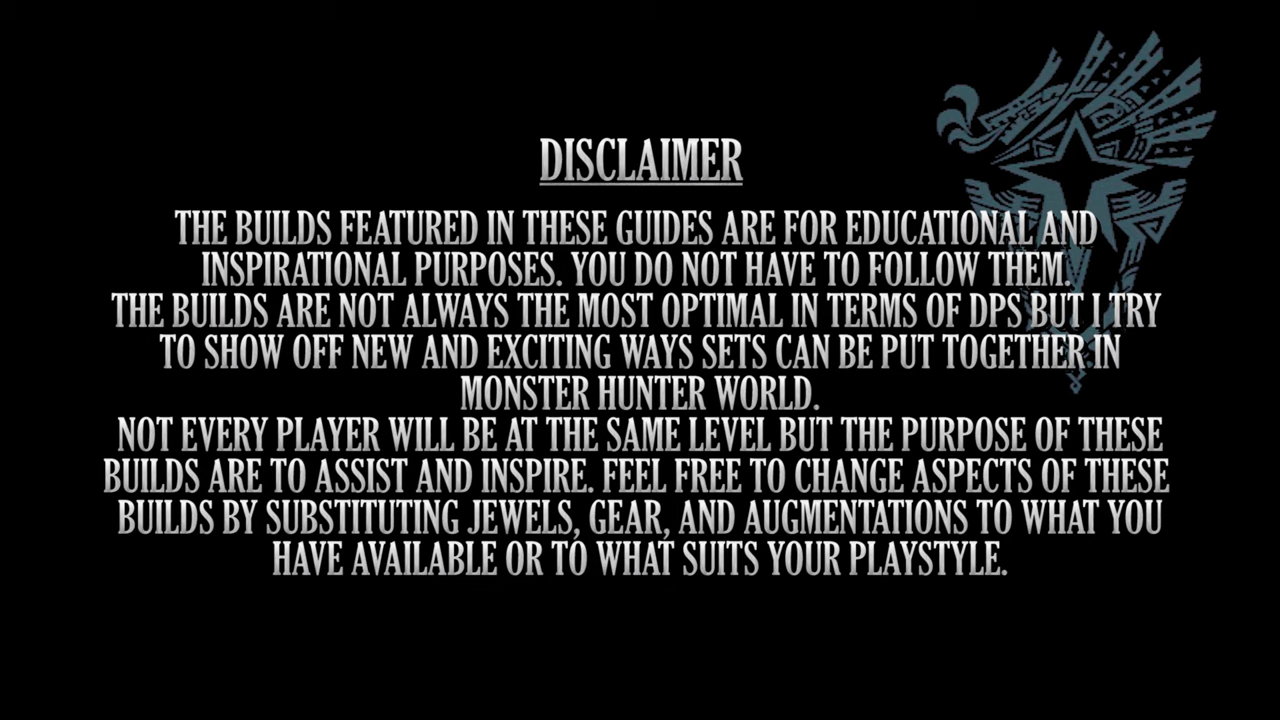 DISCLAIMER
THE BUILDS FEATURED IN THESE GUIDES ARE FOR EDUCATIONAL AND
INSPIRATIONAL PURPOSES. YOU DO NOT HAVE TO FOLLOW THEM.
THE BUILDS ARE NOT ALWAYS THE MOST OPTIMAL IN TERMS OF DPS BUT I TRY
TO SHOW OFF NEW AND EXCITING WAYS SETS CAN BE PUT TOGETHER IN
MONSTER HUNTER WORLD.
NOT EVERY PLAYER WILL BE AT THE SAME LEVEL BUT THE PURPOSE OF THESE
BUILDS ARE TO ASSIST AND INSPIRE. FEEL FREE TO CHANGE ASPECTS OF THESE
BUILDS BY SUBSTITUTING JEWELS, GEAR, AND AUGMENTATIONS TO WHAT YOU
HAVE AVAILABLE OR TO WHAT SUITS YOUR PLAYSTYLE.